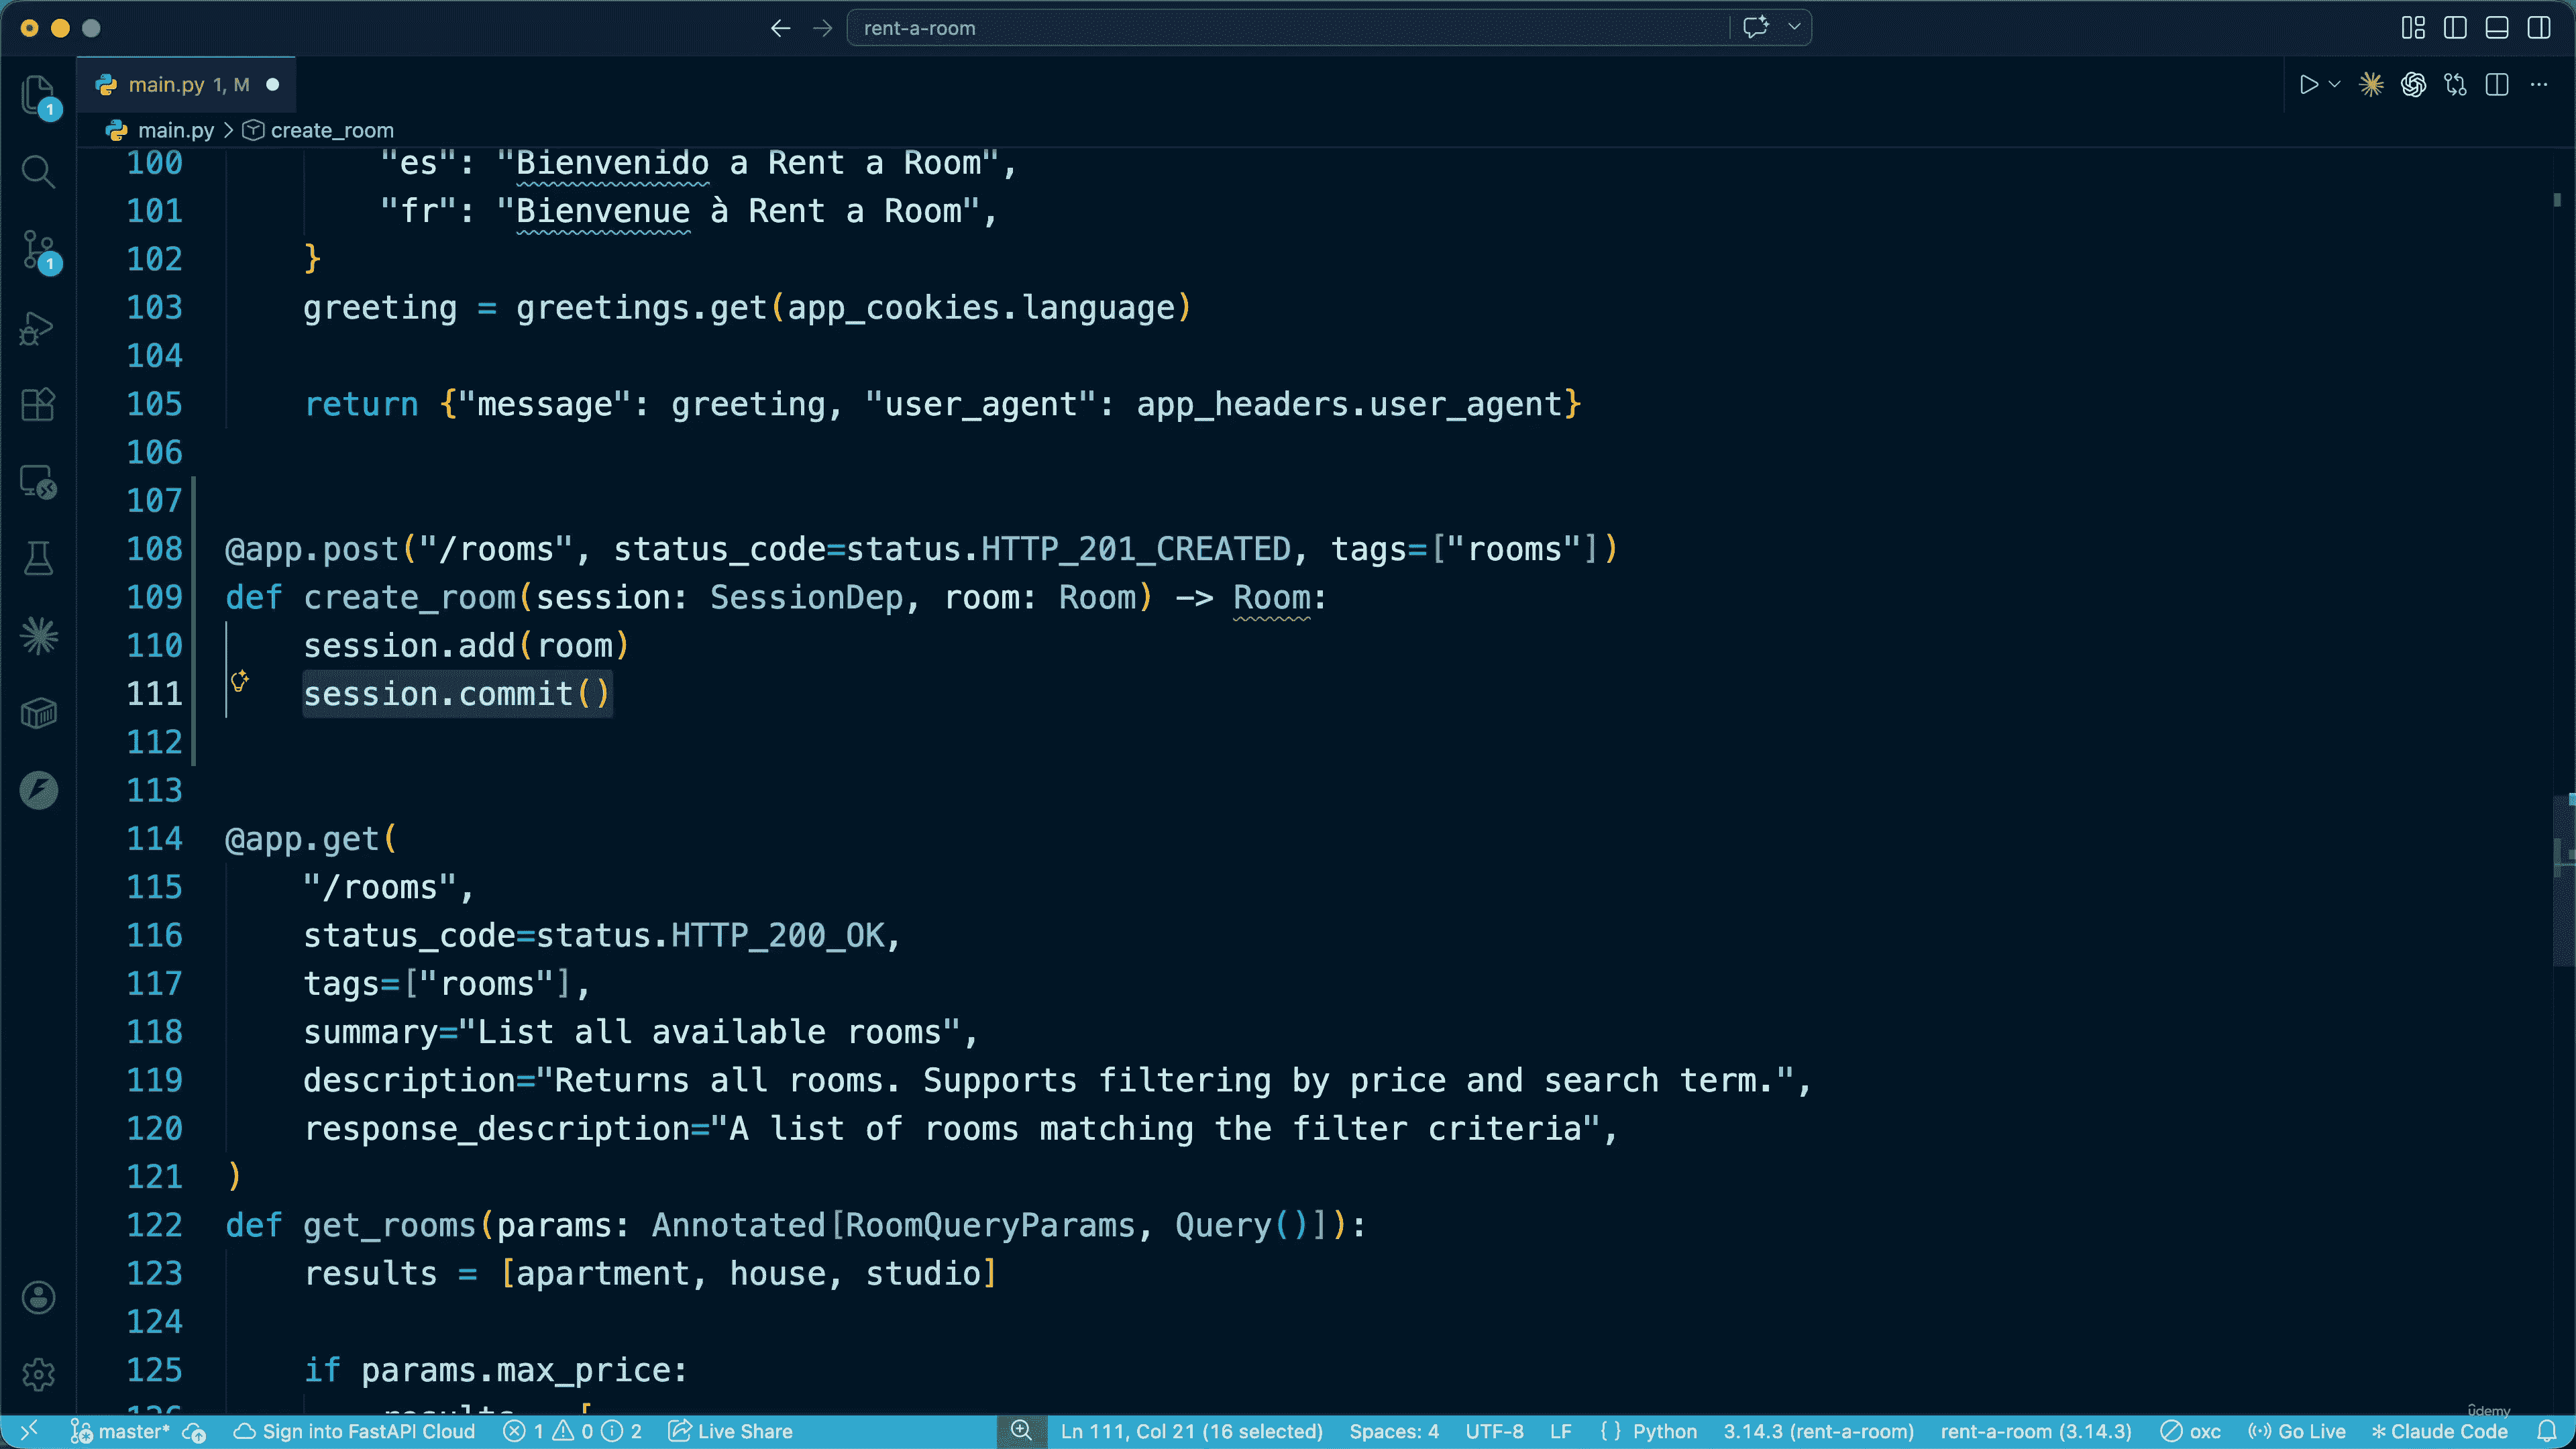 rent-a-room
main.py 1, M
main.py > create_room
1
1
100 "es": "Bienvenido a Rent a Room",
101 "fr": "Bienvenue à Rent a Room",
102 }
103 greeting = greetings.get(app_cookies.language)
104
105 return {"message": greeting, "user_agent": app_headers.user_agent}
106
107
108 @app.post("/rooms", status_code=status.HTTP_201_CREATED, tags=["rooms"])
109 def create_room(session: SessionDep, room: Room) -> Room:
110 session.add(room)
111 session.commit()
112
113
114 @app.get(
115 "/rooms",
116 status_code=status.HTTP_200_OK,
117 tags=["rooms"],
118 summary="List all available rooms",
119 description="Returns all rooms. Supports filtering by price and search term.",
120 response_description="A list of rooms matching the filter criteria",
121 )
122 def get_rooms(params: Annotated[RoomQueryParams, Query()]):
123 results = [apartment, house, studio]
124
125 if params.max_price:
ûdemy
master* Sign into FastAPI Cloud 1 0 2 Live Share Ln 111, Col 21 (16 selected) Spaces: 4 UTF-8 LF { } Python 3.14.3 (rent-a-room) rent-a-room (3.14.3) oxc Go Live Claude Code